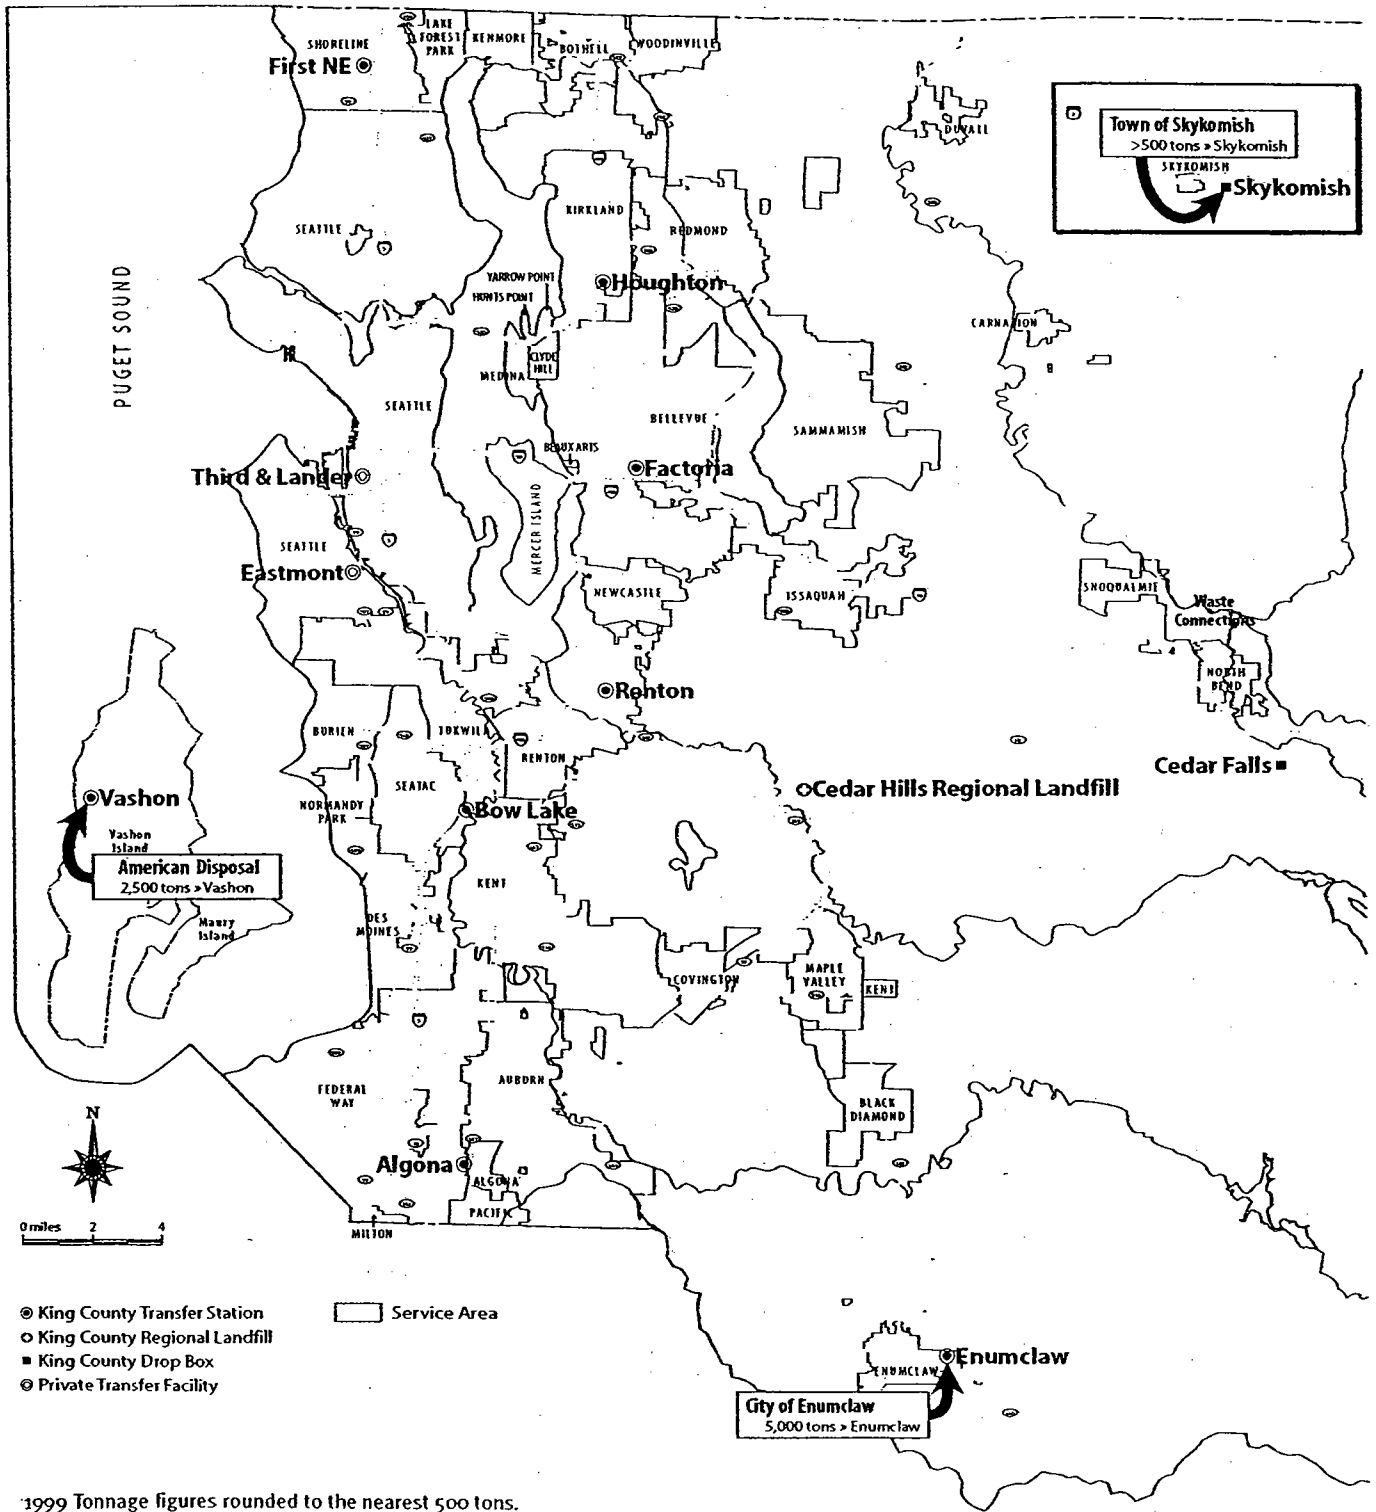 SHORELINE
LAKE
FOREST
PARK
KENMORE
BOTHELL
WOODINVILLE
First NE
DUVALL
Town of Skykomish
>500 tons » Skykomish
SKYKOMISH
Skykomish
KIRKLAND
REDMOND
SEATTLE
PUGET SOUND
YARROW POINT
HUNTS POINT
Houghton
CARNATION
CLYDE
HILL
MEDINA
SEATTLE
BELLEVUE
SAMMAMISH
BEAUX ARTS
Third & Lander
Factoria
MERCER ISLAND
SEATTLE
Eastmont
NEWCASTLE
ISSAQUAH
SNOQUALMIE
Waste
Connections
NORTH
BEND
Renton
BURIEN
TUKWILA
RENTON
SEATAC
Cedar Falls
Cedar Hills Regional Landfill
Vashon
NORMANDY
PARK
Bow Lake
Vashon
Island
American Disposal
2,500 tons » Vashon
KENT
Maury
Island
DES
MOINES
COVINGTON
MAPLE
VALLEY
KENT
FEDERAL
WAY
AUBURN
BLACK
DIAMOND
N
Algona
ALGONA
PACIFIC
0 miles 2 4
MILTON
King County Transfer Station
Service Area
King County Regional Landfill
King County Drop Box
Private Transfer Facility
Enumclaw
ENUMCLAW
City of Enumclaw
5,000 tons » Enumclaw
1999 Tonnage figures rounded to the nearest 500 tons.